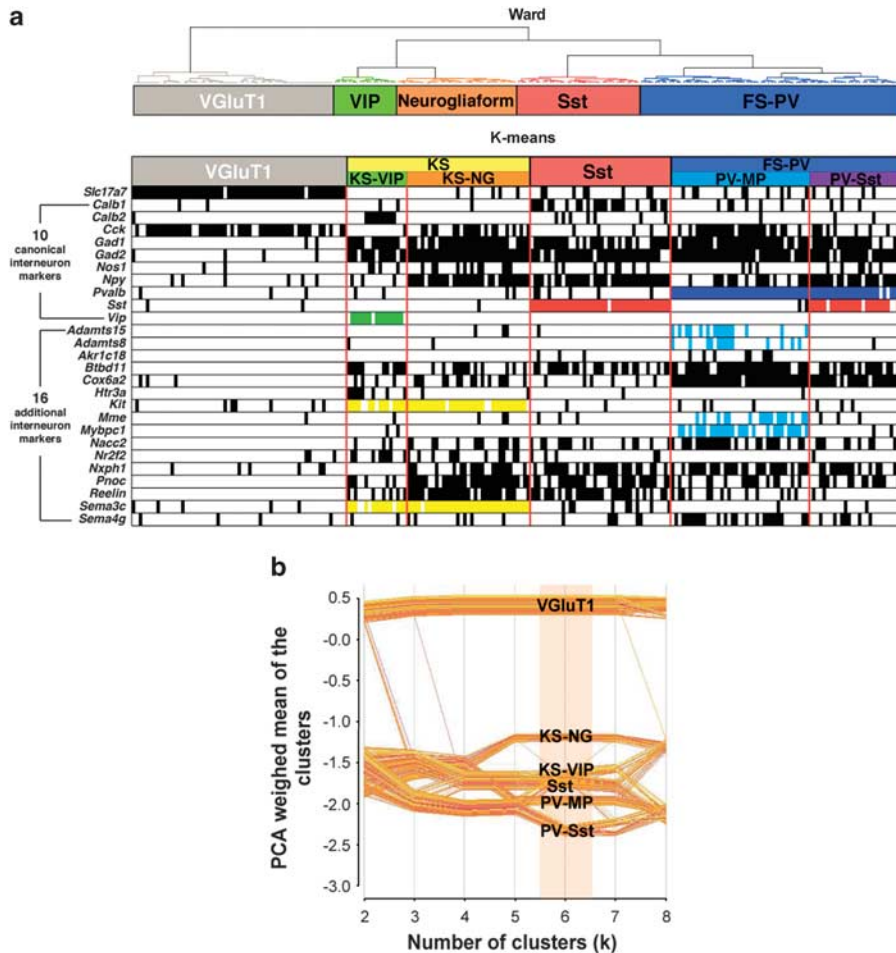 a
Ward
VGluT1 VIP Neurogliaform Sst FS-PV
K-means
VGluT1 KS Sst FS-PV
KS-VIP KS-NG PV-MP PV-Sst
Slc17a7
Calb1
Calb2
Cck
Gad1
Gad2
Nos1
Npy
Pvalb
Sst
Vip
10
canonical
interneuron
markers
Adamts15
Adamts8
Akr1c18
Btbd11
Cox6a2
Htr3a
Kit
Mme
Mybpc1
Nacc2
Nr2f2
Nxph1
Pnoc
Reelin
Sema3c
Sema4g
16
additional
interneuron
markers
b
PCA weighed mean of the
clusters
0.5
-0.0
-1.0
-1.5
-2.0
-2.5
-3.0
VGluT1
KS-NG
KS-VIP
Sst
PV-MP
PV-Sst
2 3 4 5 6 7 8
Number of clusters (k)